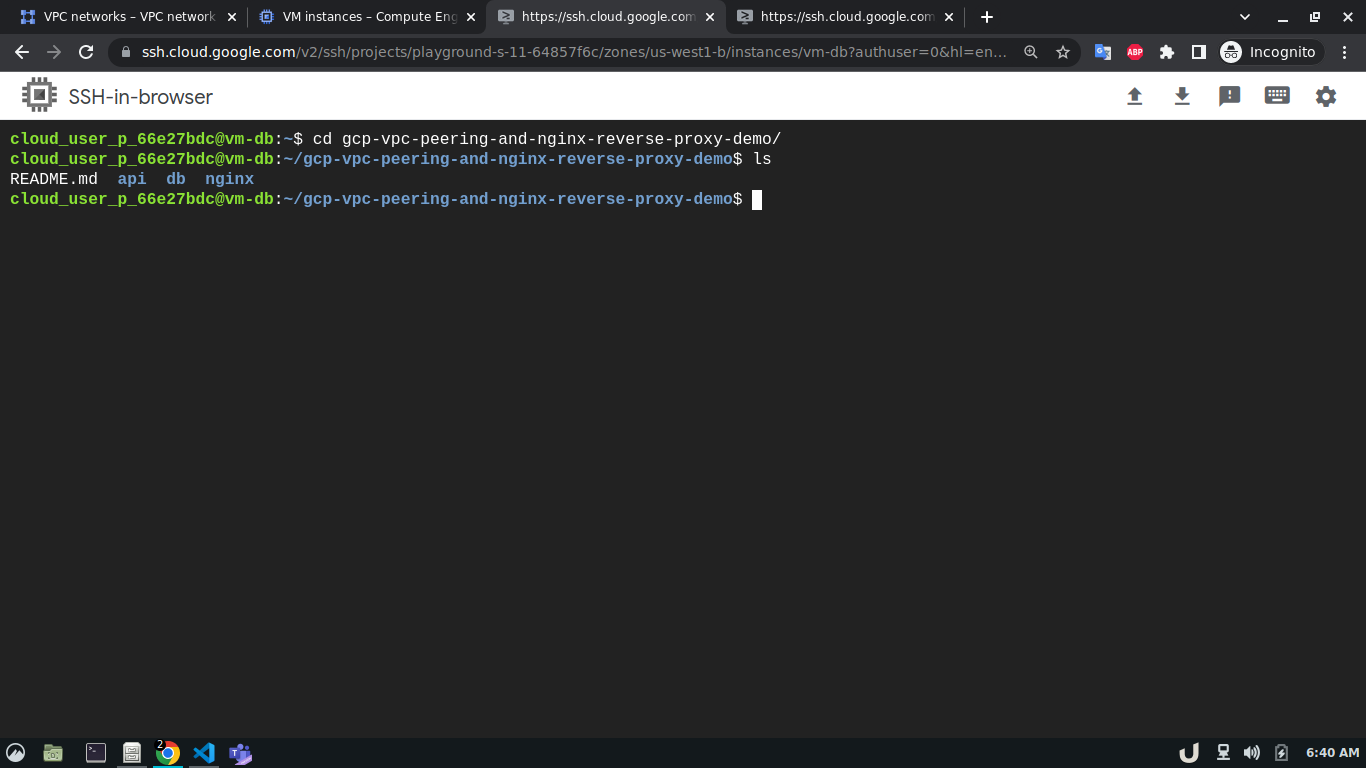 VPC networks – VPC network
VM instances – Compute Eng
https://ssh.cloud.google.com
https://ssh.cloud.google.com
ssh.cloud.google.com/v2/ssh/projects/playground-s-11-64857f6c/zones/us-west1-b/instances/vm-db?authuser=0&hl=en...
ABP
Incognito
SSH-in-browser
cloud_user_p_66e27bdc@vm-db:~$ cd gcp-vpc-peering-and-nginx-reverse-proxy-demo/
cloud_user_p_66e27bdc@vm-db:~/gcp-vpc-peering-and-nginx-reverse-proxy-demo$ ls
README.md  api  db  nginx
cloud_user_p_66e27bdc@vm-db:~/gcp-vpc-peering-and-nginx-reverse-proxy-demo$
2
6:40 AM